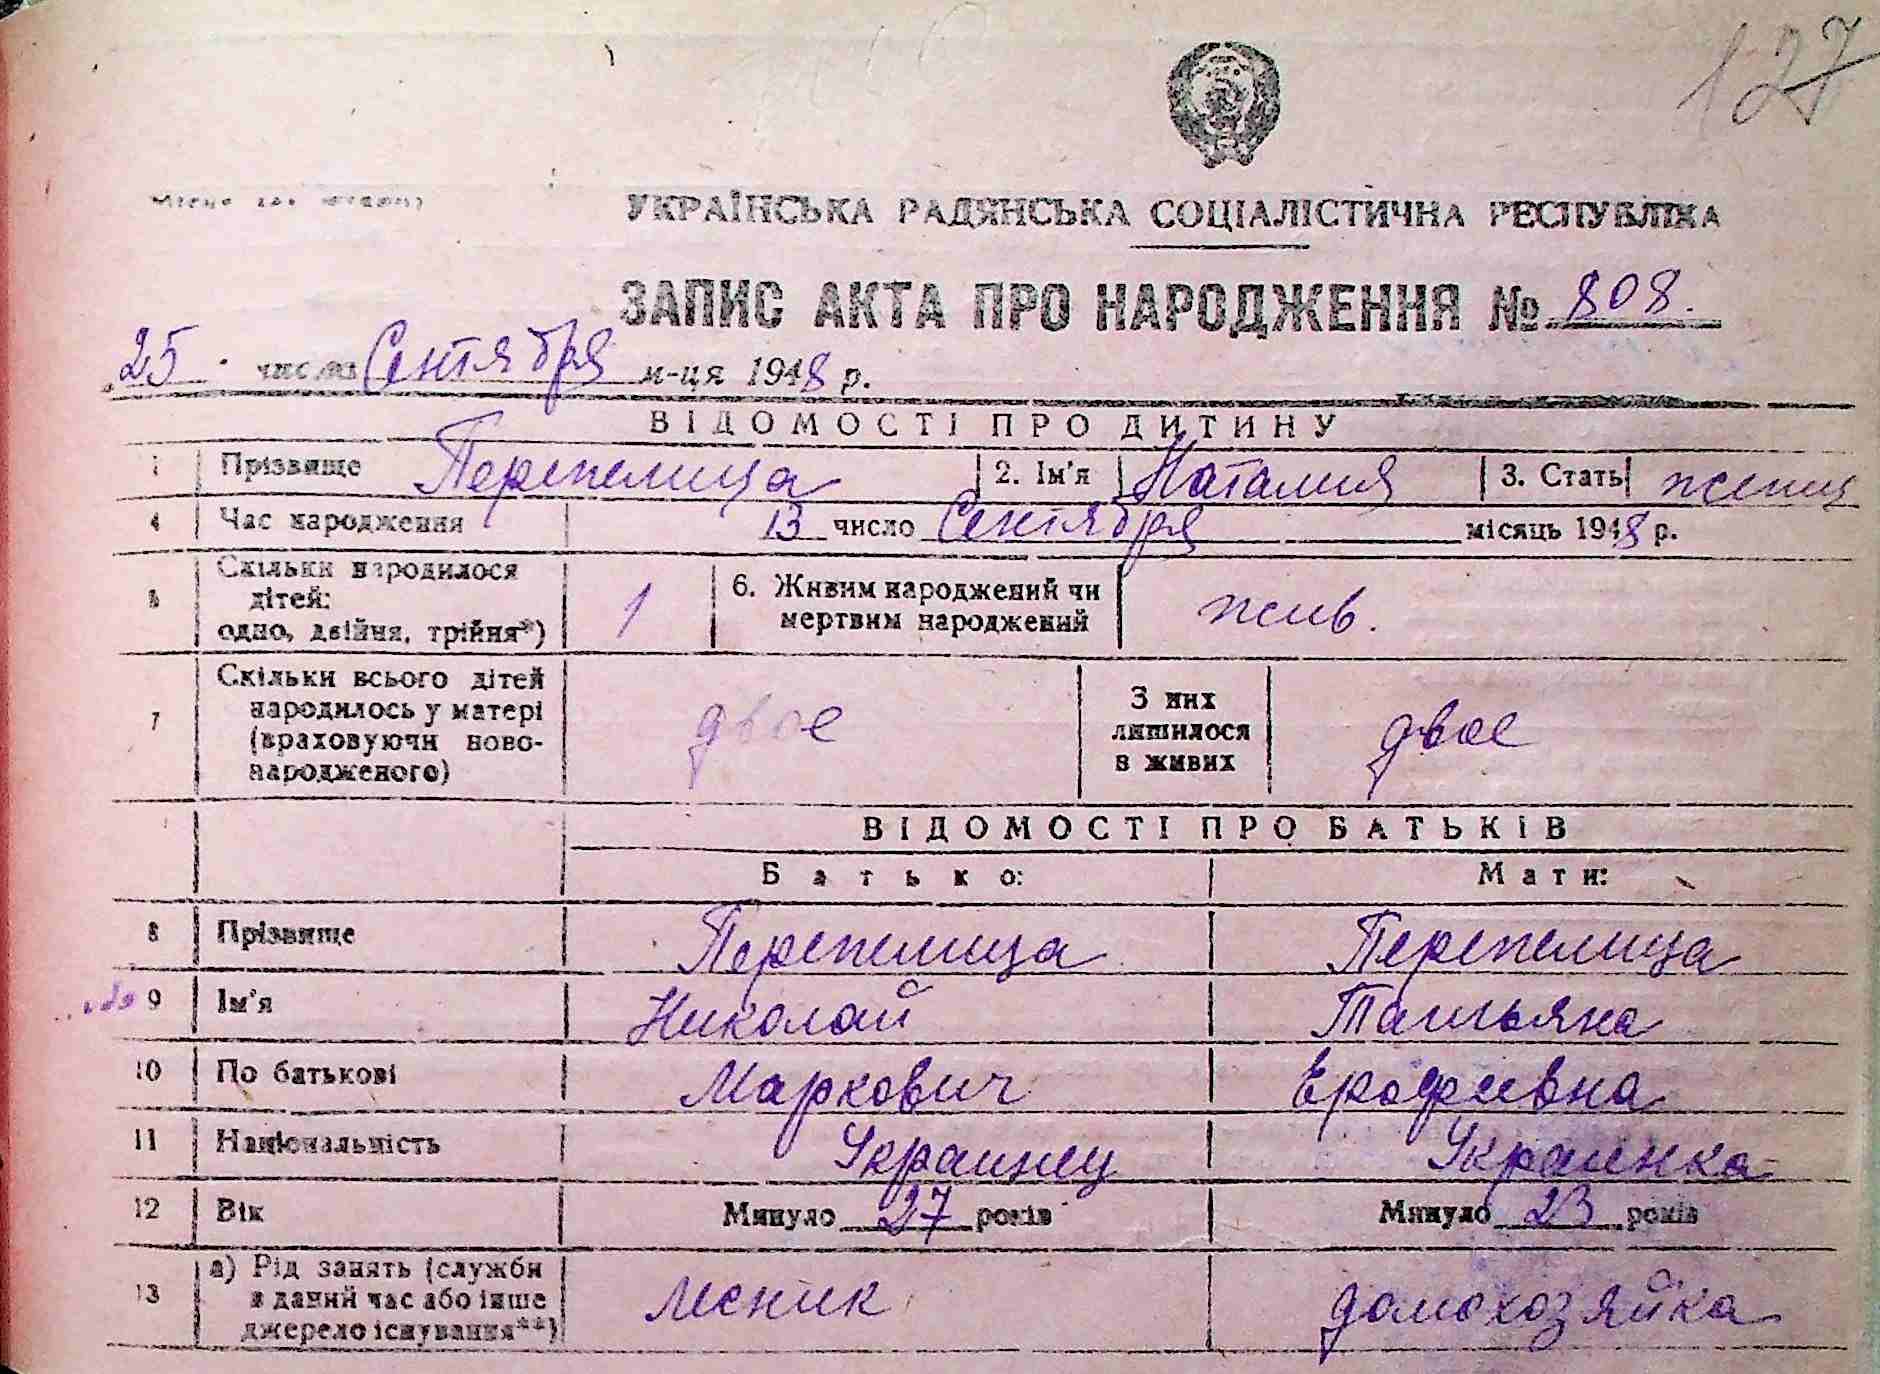 127
УКРАЇНСЬКА РАДЯНСЬКА СОЦІАЛІСТИЧНА РЕСПУБЛІКА
ЗАПИС АКТА ПРО НАРОДЖЕННЯ № 808.
25 числа Сентября м-ця 1948 р.
ВІДОМОСТІ ПРО ДИТИНУ
1 Прізвище Перепелица 2. Ім'я Наталия 3. Стать женщ
4 Час народження 13 число Сентября місяць 1948 р.
5 Скільки народилося
дітей:
одно, двійня, трійня*) 1
6. Живим народжений чи
мертвим народжений жив.
7 Скільки всього дітей
народилось у матері
(враховуючи ново-
народженого) двое
З них
лишилося
в живих двое
ВІДОМОСТІ ПРО БАТЬКІВ
Батько: Мати:
8 Прізвище Перепелица Перепелица
9 Ім'я Николай Татьяна
10 По батькові Маркович Ерофеевна
11 Національність Украинец Украинка
12 Вік Минуло 27 років Минуло 23 років
13 а) Рід занять (служби
в даний час або інше
джерело існування**) лесник домохозяйка